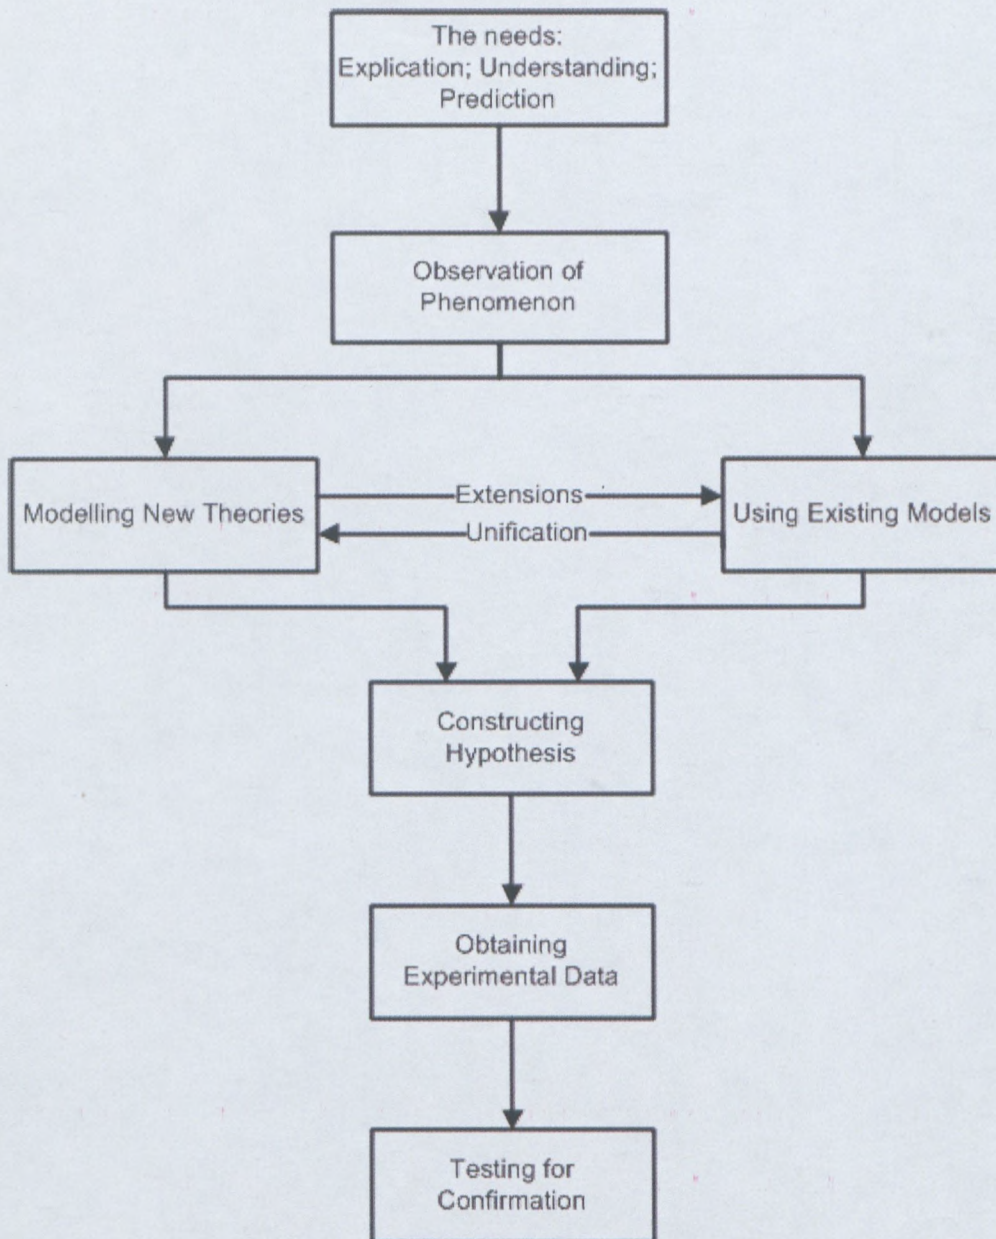 The needs:
Explication; Understanding;
Prediction
Observation of
Phenomenon
Modelling New Theories
Extensions
Unification
Using Existing Models
Constructing
Hypothesis
Obtaining
Experimental Data
Testing for
Confirmation